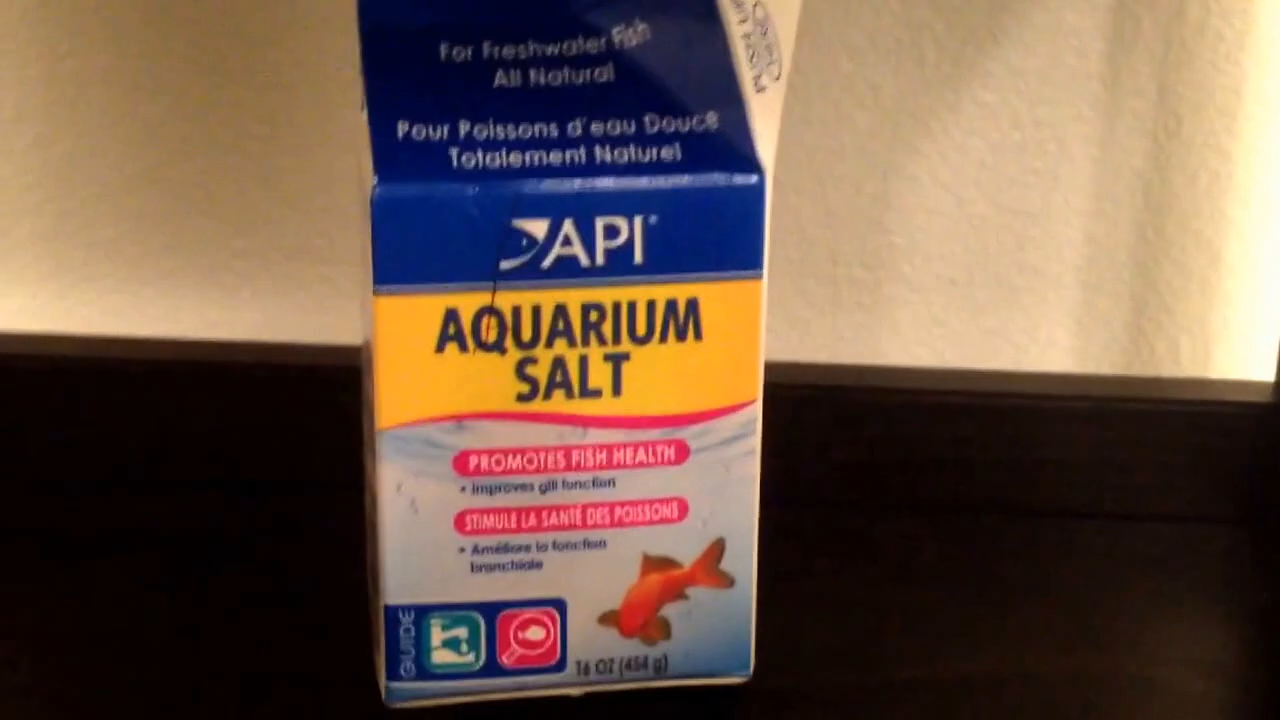 For Freshwater Fish
All Natural
Pour Poissons d'eau Douce
Totalement Naturel
API®
AQUARIUM
SALT
PROMOTES FISH HEALTH
• Improves gill function
STIMULE LA SANTÉ DES POISSONS
• Améliore la fonction
branchiale
GUIDE
16 OZ (454 g)